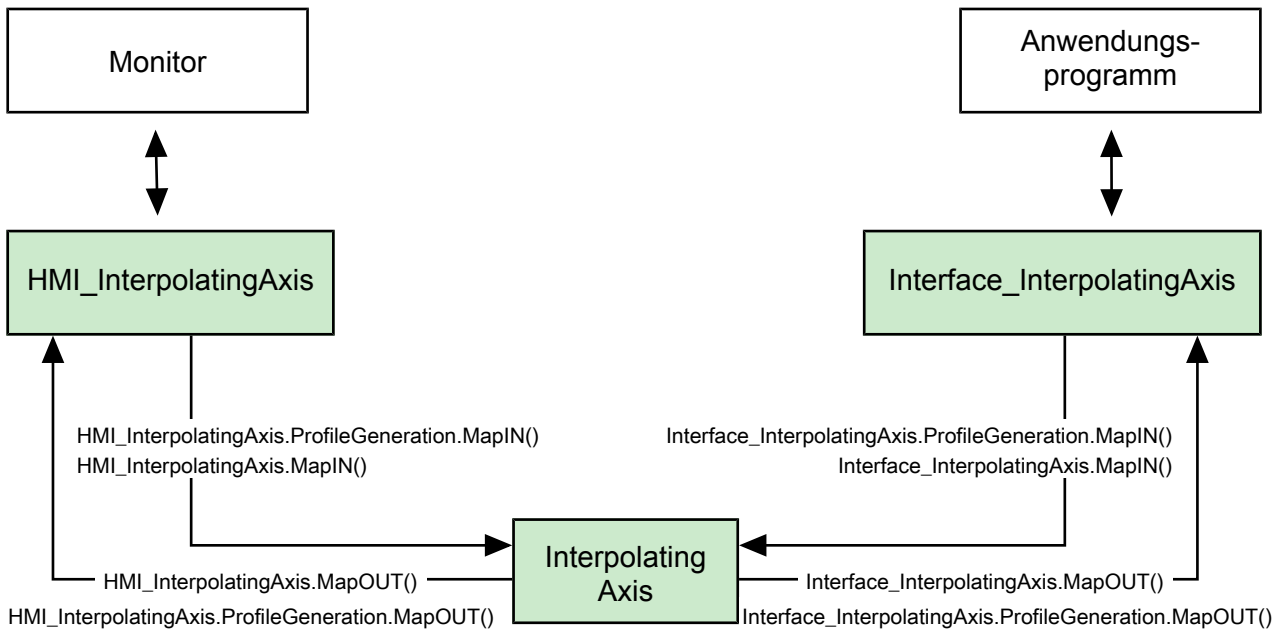 Monitor
Anwendungs-
programm
HMI_InterpolatingAxis
Interface_InterpolatingAxis
HMI_InterpolatingAxis.ProfileGeneration.MapIN()
HMI_InterpolatingAxis.MapIN()
Interface_InterpolatingAxis.ProfileGeneration.MapIN()
Interface_InterpolatingAxis.MapIN()
Interpolating
Axis
HMI_InterpolatingAxis.MapOUT()
HMI_InterpolatingAxis.ProfileGeneration.MapOUT()
Interface_InterpolatingAxis.MapOUT()
Interface_InterpolatingAxis.ProfileGeneration.MapOUT()